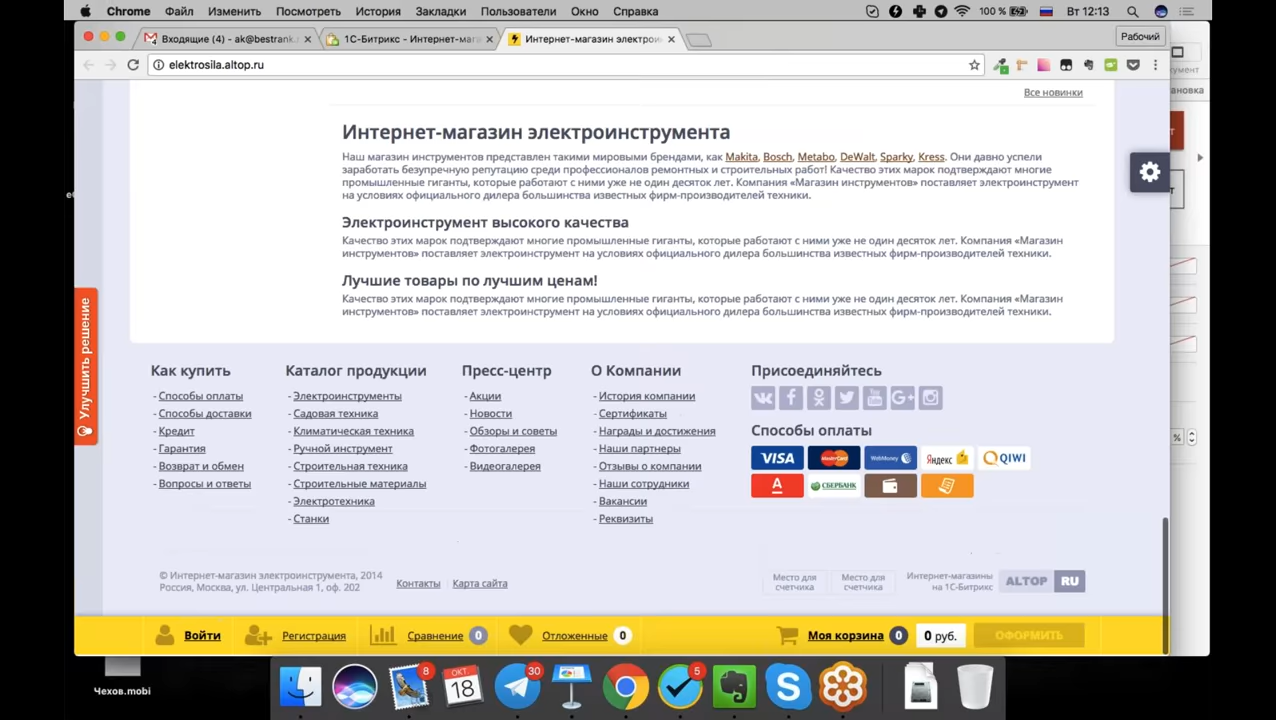 Chrome Файл Изменить Посмотреть История Закладки Пользователи Окно Справка 100 % Вт 12:13
Входящие (4) - ak@bestrank. 1С-Битрикс - Интернет-маг Интернет-магазин электрои Рабочий
elektrosila.altop.ru
Все новинки
Интернет-магазин электроинструмента
Наш магазин инструментов представлен такими мировыми брендами, как Makita, Bosch, Metabo, DeWalt, Sparky, Kress. Они давно успели
заработать безупречную репутацию среди профессионалов ремонтных и строительных работ! Качество этих марок подтверждают многие
промышленные гиганты, которые работают с ними уже не один десяток лет. Компания «Магазин инструментов» поставляет электроинструмент
на условиях официального дилера большинства известных фирм-производителей техники.
Электроинструмент высокого качества
Качество этих марок подтверждают многие промышленные гиганты, которые работают с ними уже не один десяток лет. Компания «Магазин
инструментов» поставляет электроинструмент на условиях официального дилера большинства известных фирм-производителей техники.
Лучшие товары по лучшим ценам!
Качество этих марок подтверждают многие промышленные гиганты, которые работают с ними уже не один десяток лет. Компания «Магазин
инструментов» поставляет электроинструмент на условиях официального дилера большинства известных фирм-производителей техники.
Улучшить решение
Как купить
- Способы оплаты
- Способы доставки
- Кредит
- Гарантия
- Возврат и обмен
- Вопросы и ответы
Каталог продукции
- Электроинструменты
- Садовая техника
- Климатическая техника
- Ручной инструмент
- Строительная техника
- Строительные материалы
- Электротехника
- Станки
Пресс-центр
- Акции
- Новости
- Обзоры и советы
- Фотогалерея
- Видеогалерея
О Компании
- История компании
- Сертификаты
- Награды и достижения
- Наши партнеры
- Отзывы о компании
- Наши сотрудники
- Вакансии
- Реквизиты
Присоединяйтесь
Способы оплаты
VISA MasterCard WebMoney Яндекс QIWI
А СБЕРБАНК
© Интернет-магазин электроинструмента, 2014
Россия, Москва, ул. Центральная 1, оф. 202
Контакты Карта сайта
Место для
счетчика
Место для
счетчика
Интернет-магазины
на 1С-Битрикс
ALTOP RU
Войти Регистрация Сравнение 0 Отложенные 0 Моя корзина 0 0 руб. ОФОРМИТЬ
Чехов.mobi
8 ОКТ. 18 30 5